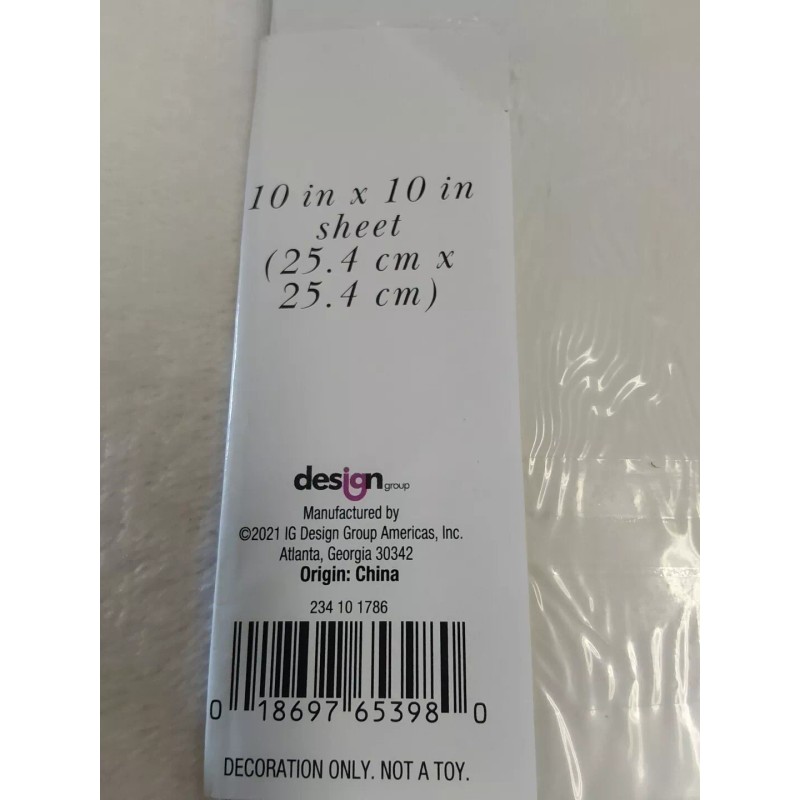 10 in x 10 in
sheet
(25.4 cm x
25.4 cm)
design group
Manufactured by
©2021 IG Design Group Americas, Inc.
Atlanta, Georgia 30342
Origin: China
234 10 1786
0 18697 65398 0
DECORATION ONLY. NOT A TOY.